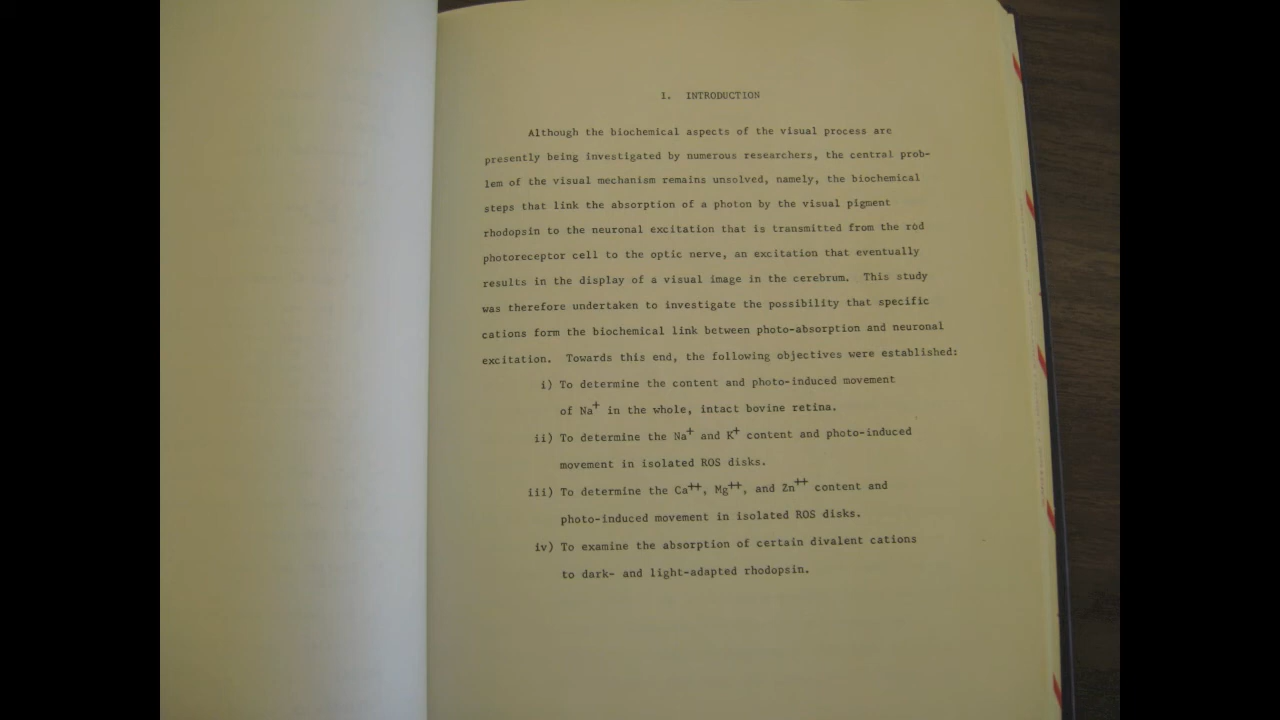 1. INTRODUCTION
Although the biochemical aspects of the visual process are
presently being investigated by numerous researchers, the central prob-
lem of the visual mechanism remains unsolved, namely, the biochemical
steps that link the absorption of a photon by the visual pigment
rhodopsin to the neuronal excitation that is transmitted from the rod
photoreceptor cell to the optic nerve, an excitation that eventually
results in the display of a visual image in the cerebrum. This study
was therefore undertaken to investigate the possibility that specific
cations form the biochemical link between photo-absorption and neuronal
excitation. Towards this end, the following objectives were established:
i) To determine the content and photo-induced movement
of Na⁺ in the whole, intact bovine retina.
ii) To determine the Na⁺ and K⁺ content and photo-induced
movement in isolated ROS disks.
iii) To determine the Ca⁺⁺, Mg⁺⁺, and Zn⁺⁺ content and
photo-induced movement in isolated ROS disks.
iv) To examine the absorption of certain divalent cations
to dark- and light-adapted rhodopsin.